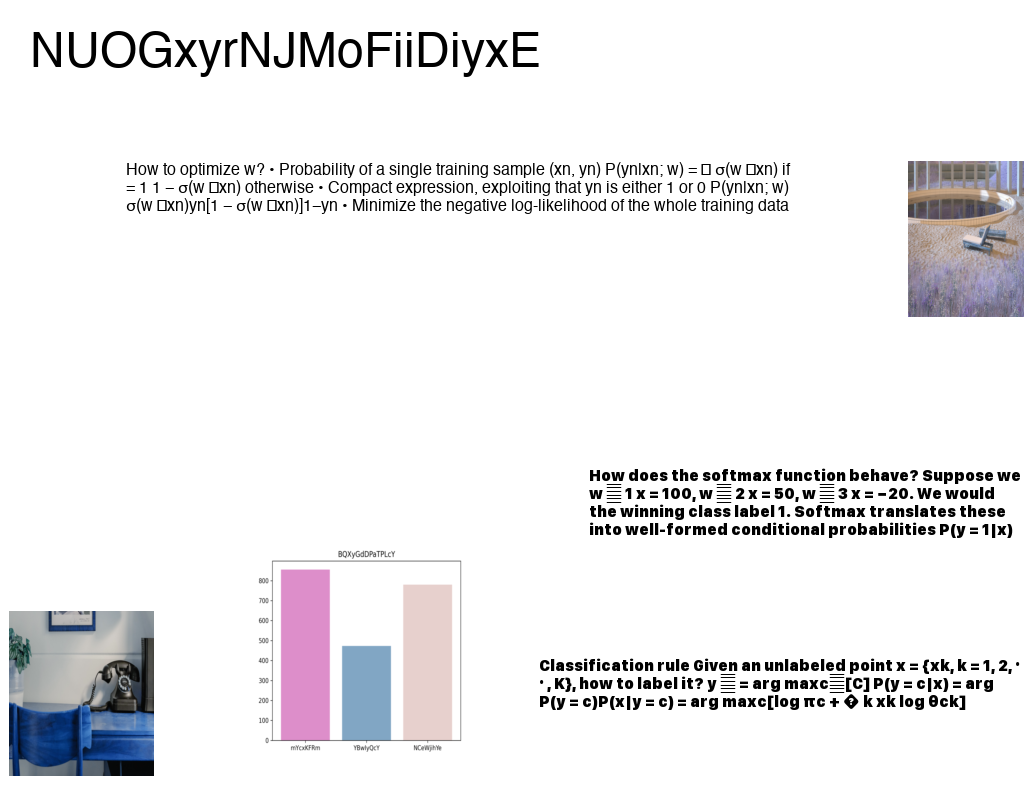 NUOGxyrNJMoFiiDiyxE
How to optimize w? • Probability of a single training sample (xn, yn) P(yn|xn; w) = □ σ(w □xn) if
= 1 1 − σ(w □xn) otherwise • Compact expression, exploiting that yn is either 1 or 0 P(yn|xn; w)
σ(w □xn)yn[1 − σ(w □xn)]1−yn • Minimize the negative log-likelihood of the whole training data
How does the softmax function behave? Suppose we
w 1 x = 100, w 2 x = 50, w 3 x = −20. We would
the winning class label 1. Softmax translates these
into well-formed conditional probabilities P(y = 1|x)
BQXyGdDPaTPLcY
800
700
600
500
400
300
200
100
0
mYcxKFRm YBwlyQcY NCeWjihYe
Classification rule Given an unlabeled point x = {xk, k = 1, 2, ·
· , K}, how to label it? y = arg maxc [C] P(y = c|x) = arg
P(y = c)P(x|y = c) = arg maxc[log πc + � k xk log θck]